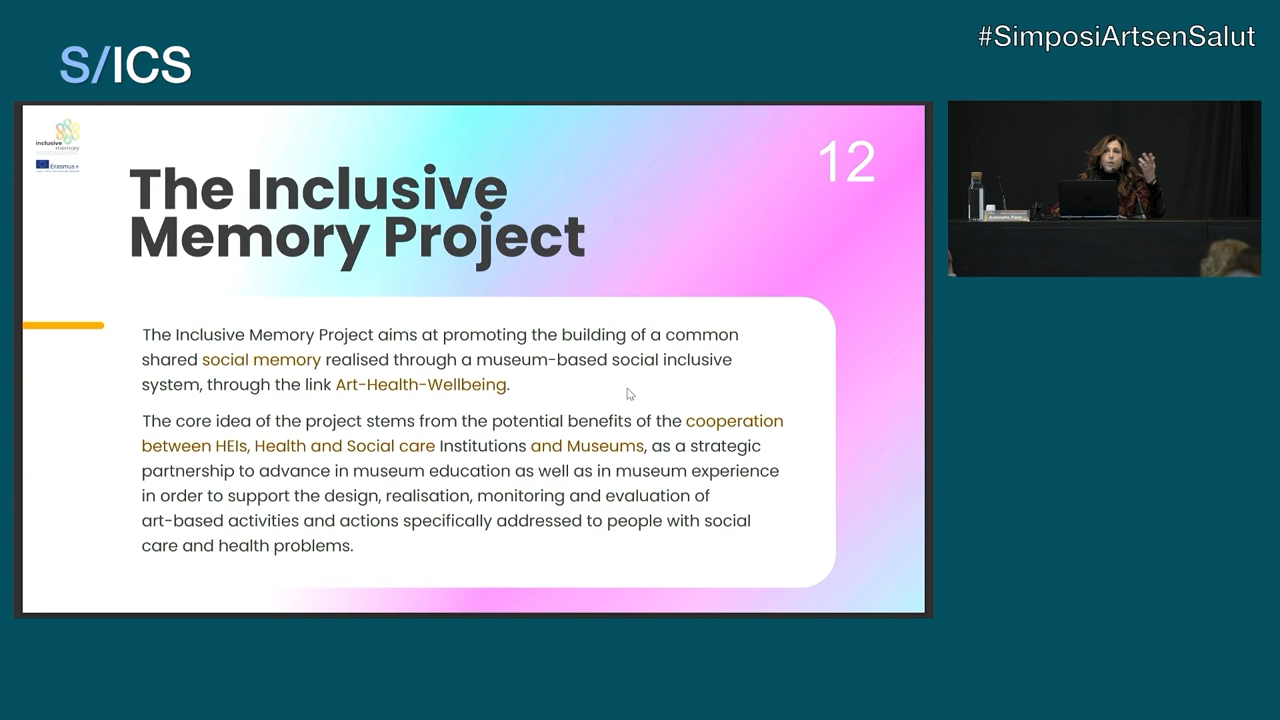 #SimposiArtsenSalut
S/ICS
inclusive
memory
Erasmus+
12
The Inclusive
Memory Project
The Inclusive Memory Project aims at promoting the building of a common
shared social memory realised through a museum-based social inclusive
system, through the link Art-Health-Wellbeing.
The core idea of the project stems from the potential benefits of the cooperation
between HEIs, Health and Social care Institutions and Museums, as a strategic
partnership to advance in museum education as well as in museum experience
in order to support the design, realisation, monitoring and evaluation of
art-based activities and actions specifically addressed to people with social
care and health problems.